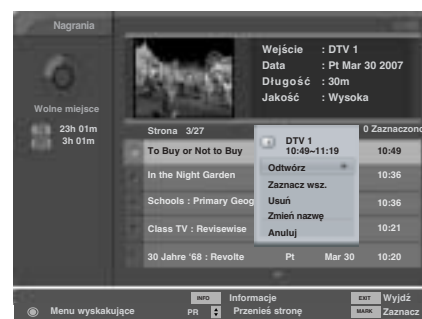 Nagrania
Wejście : DTV 1
Data : Pt Mar 30 2007
Długość : 30m
Jakość : Wysoka
Wolne miejsce
23h 01m
3h 01m
Strona 3/27
0 Zaznaczono
DTV 1
10:49~11:19
Odtwórz
Zaznacz wsz.
Usuń
Zmień nazwę
Anuluj
To Buy or Not to Buy 10:49
In the Night Garden 10:36
Schools : Primary Geog 10:36
Class TV : Revisewise 10:21
30 Jahre '68 : Revolte Pt Mar 30 10:20
INFO Informacje EXIT Wyjdź
Menu wyskakujące PR Przenieś stronę MARK Zaznacz